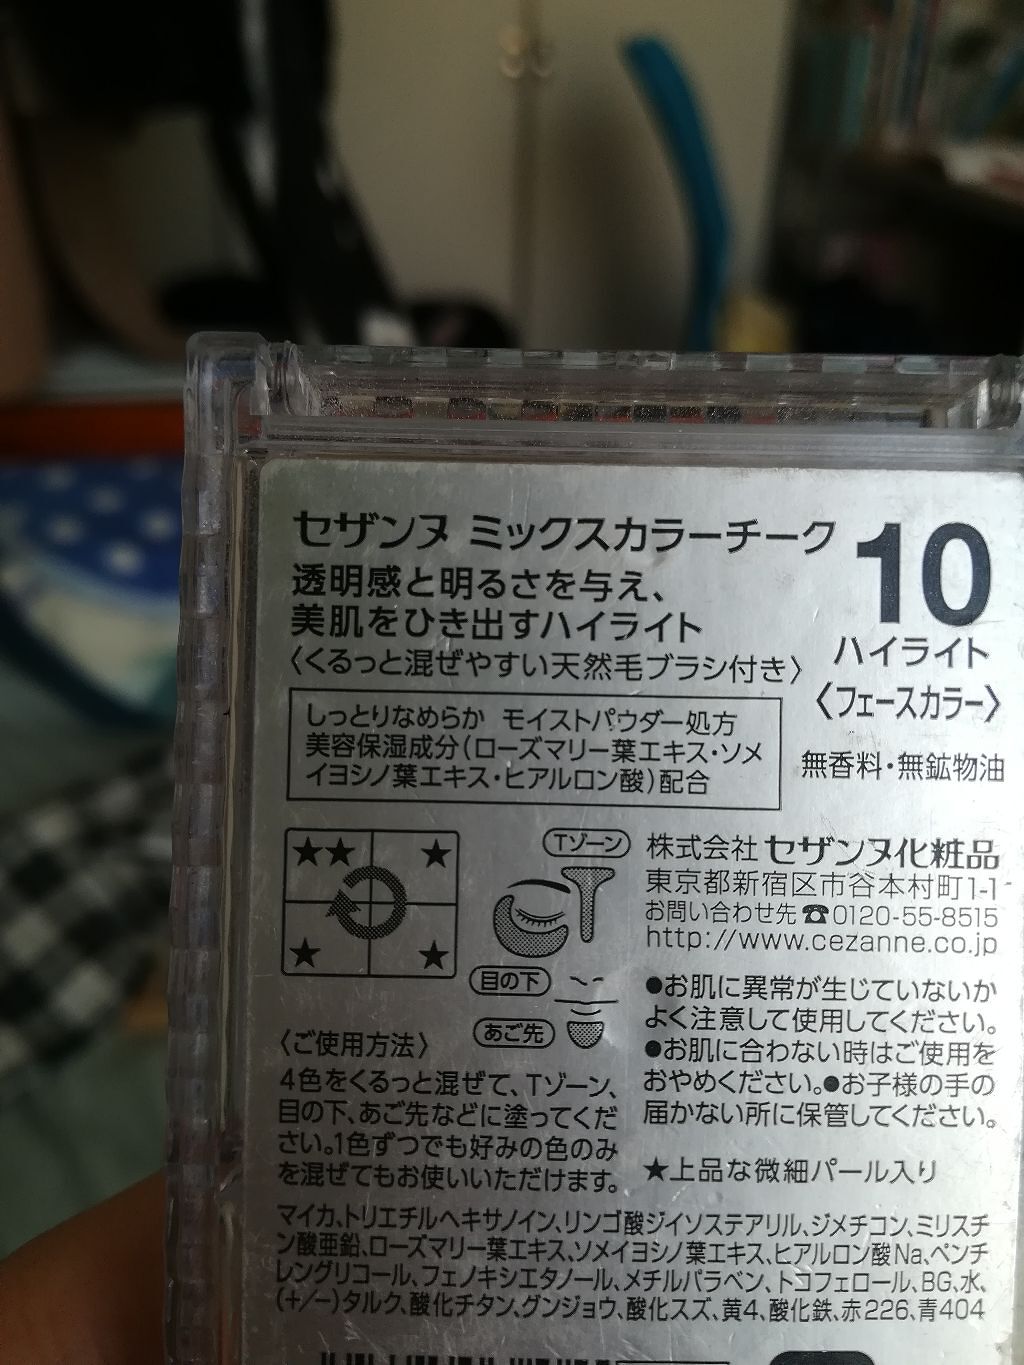 セザンヌ ミックスカラーチーク
10
透明感と明るさを与え、
美肌をひき出すハイライト
ハイライト
〈くるっと混ぜやすい天然毛ブラシ付き〉
〈フェースカラー〉
しっとりなめらか モイストパウダー処方
美容保湿成分(ローズマリー葉エキス・ソメ
イヨシノ葉エキス・ヒアルロン酸)配合
無香料・無鉱物油
★★ ★
★ ★
Tゾーン
目の下
あご先
株式会社 セザンヌ化粧品
東京都新宿区市谷本村町1-1
お問い合わせ先☎0120-55-8515
http://www.cezanne.co.jp
〈ご使用方法〉
4色をくるっと混ぜて、Tゾーン、
目の下、あご先などに塗ってくだ
さい。1色ずつでも好みの色のみ
を混ぜてもお使いいただけます。
●お肌に異常が生じていないか
よく注意して使用してください。
●お肌に合わない時はご使用を
おやめください。●お子様の手の
届かない所に保管してください。
★上品な微細パール入り
マイカ、トリエチルヘキサノイン、リンゴ酸ジイソステアリル、ジメチコン、ミリスチ
ン酸亜鉛、ローズマリー葉エキス、ソメイヨシノ葉エキス、ヒアルロン酸Na、ペンチ
レングリコール、フェノキシエタノール、メチルパラベン、トコフェロール、BG、水、
(+/−)タルク、酸化チタン、グンジョウ、酸化スズ、黄4、酸化鉄、赤226、青404